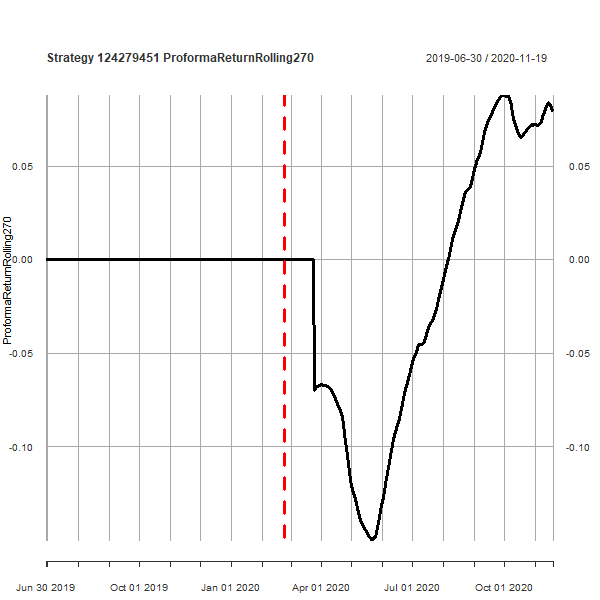 Strategy 124279451 ProformaReturnRolling270
2019-06-30 / 2020-11-19
ProformaReturnRolling270
0.05
0.00
-0.05
-0.10
0.05
0.00
-0.05
-0.10
Jun 30 2019
Oct 01 2019
Jan 01 2020
Apr 01 2020
Jul 01 2020
Oct 01 2020